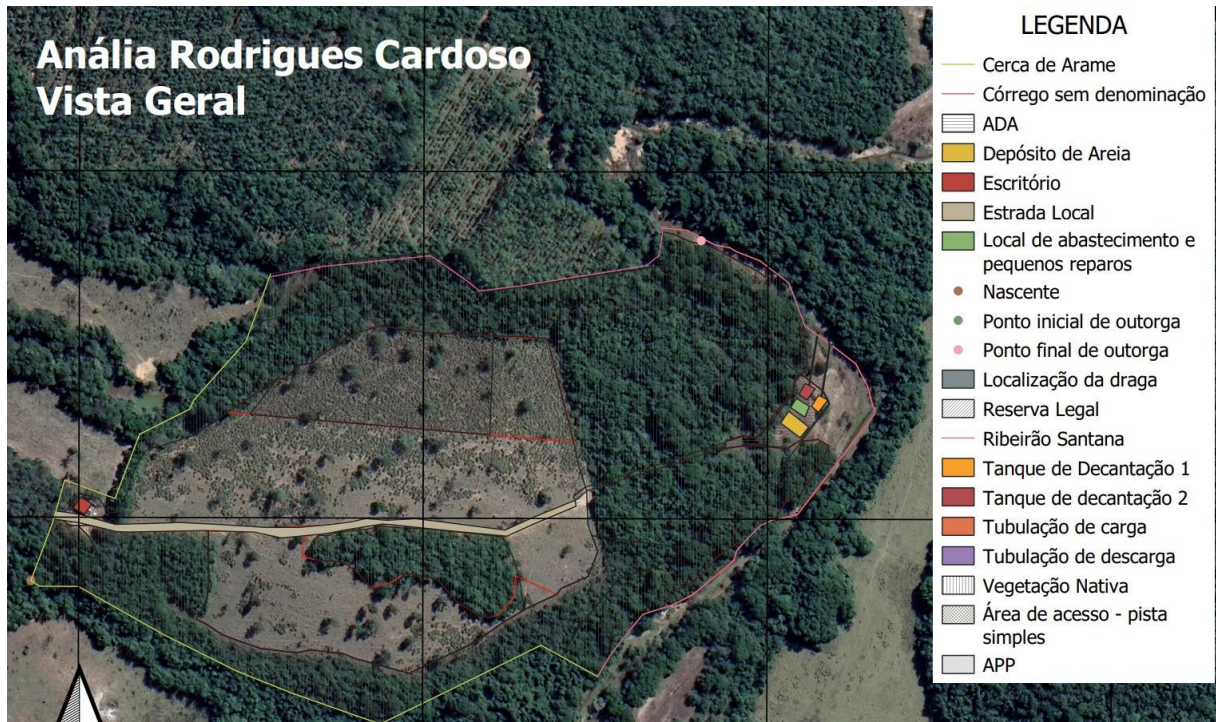 Anália Rodrigues Cardoso
Vista Geral
LEGENDA
Cerca de Arame
Córrego sem denominação
ADA
Depósito de Areia
Escritório
Estrada Local
Local de abastecimento e
pequenos reparos
Nascente
Ponto inicial de outorga
Ponto final de outorga
Localização da draga
Reserva Legal
Ribeirão Santana
Tanque de Decantação 1
Tanque de decantação 2
Tubulação de carga
Tubulação de descarga
Vegetação Nativa
Área de acesso - pista
simples
APP